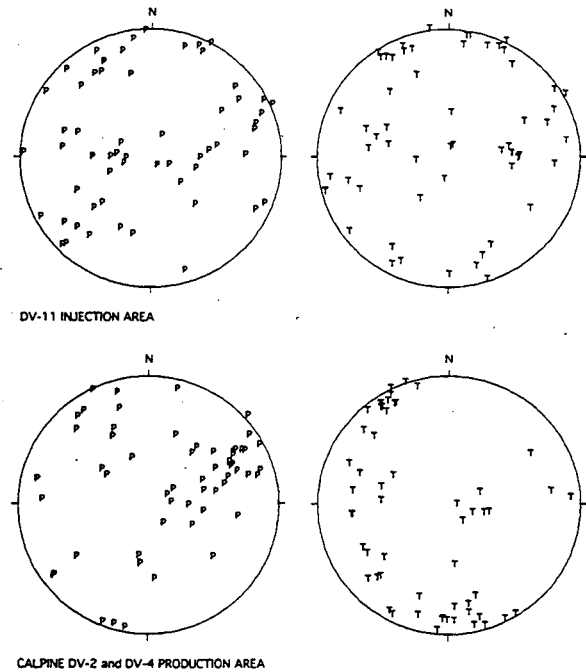 N N
DV-11 INJECTION AREA
N N
CALPINE DV-2 and DV-4 PRODUCTION AREA